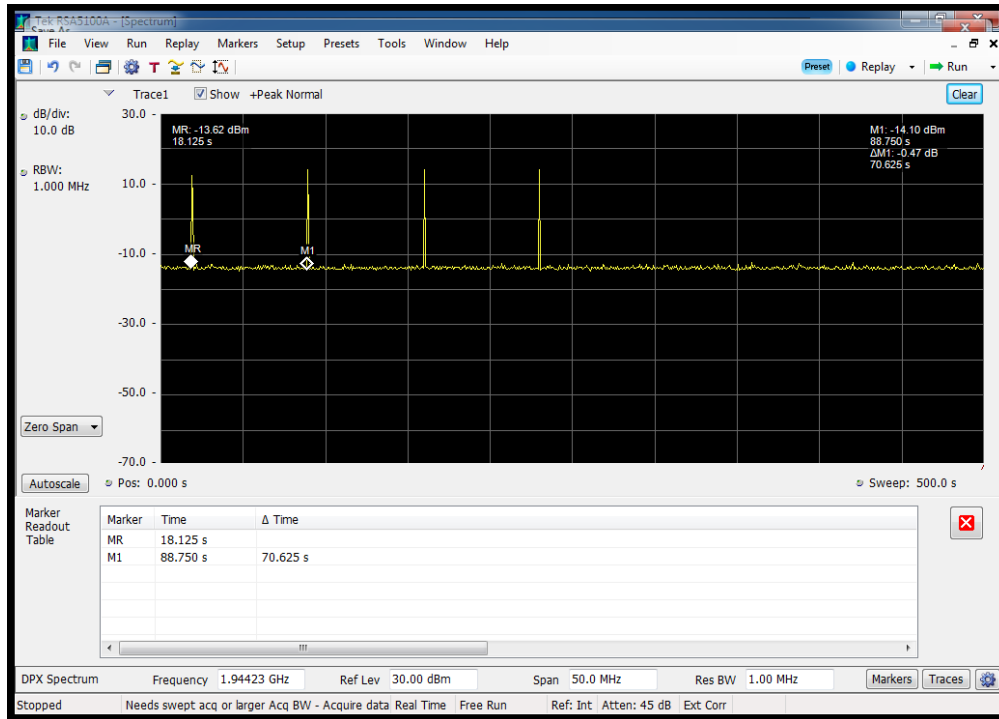 Tek RSA5100A - [Spectrum]
Save As
File View Run Replay Markers Setup Presets Tools Window Help
T Preset Replay Run
Trace1 Show +Peak Normal Clear
dB/div:
10.0 dB
RBW:
1.000 MHz
30.0
10.0
-10.0
-30.0
-50.0
-70.0
MR: -13.62 dBm
18.125 s
M1: -14.10 dBm
88.750 s
ΔM1: -0.47 dB
70.625 s
MR M1
Zero Span
Autoscale Pos: 0.000 s Sweep: 500.0 s
Marker
Readout
Table
Marker Time Δ Time
MR 18.125 s
M1 88.750 s 70.625 s
DPX Spectrum Frequency 1.94423 GHz Ref Lev 30.00 dBm Span 50.0 MHz Res BW 1.00 MHz Markers Traces
Stopped Needs swept acq or larger Acq BW - Acquire data Real Time Free Run Ref: Int Atten: 45 dB Ext Corr